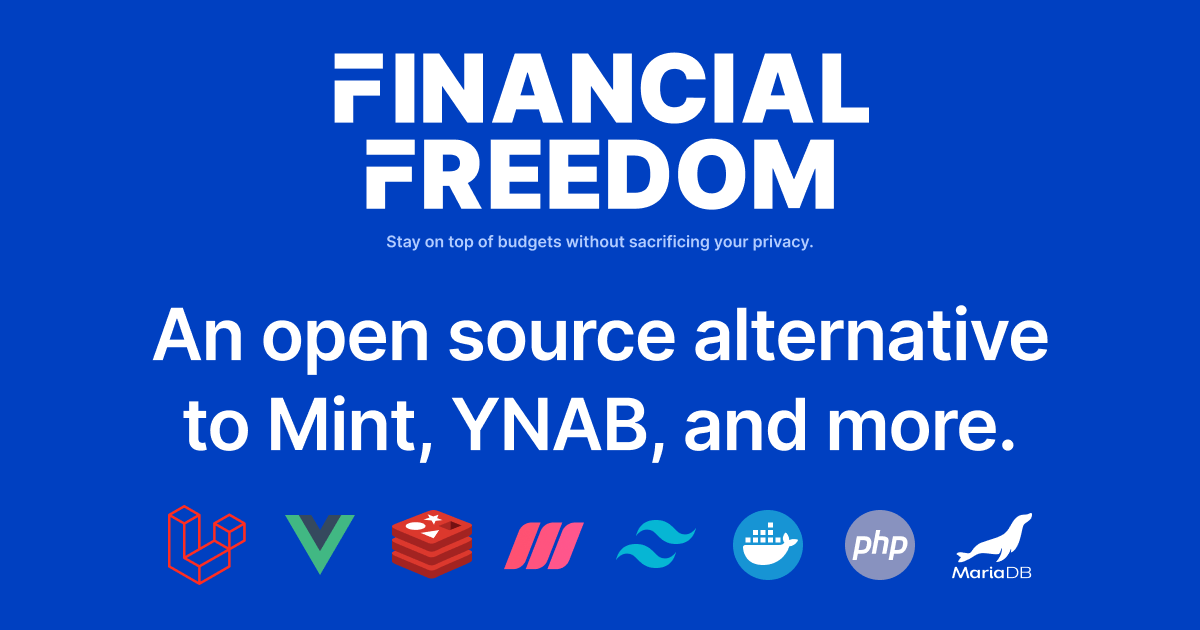 FINANCIAL
FREEDOM
Stay on top of budgets without sacrificing your privacy.
An open source alternative
to Mint, YNAB, and more.
php
MariaDB